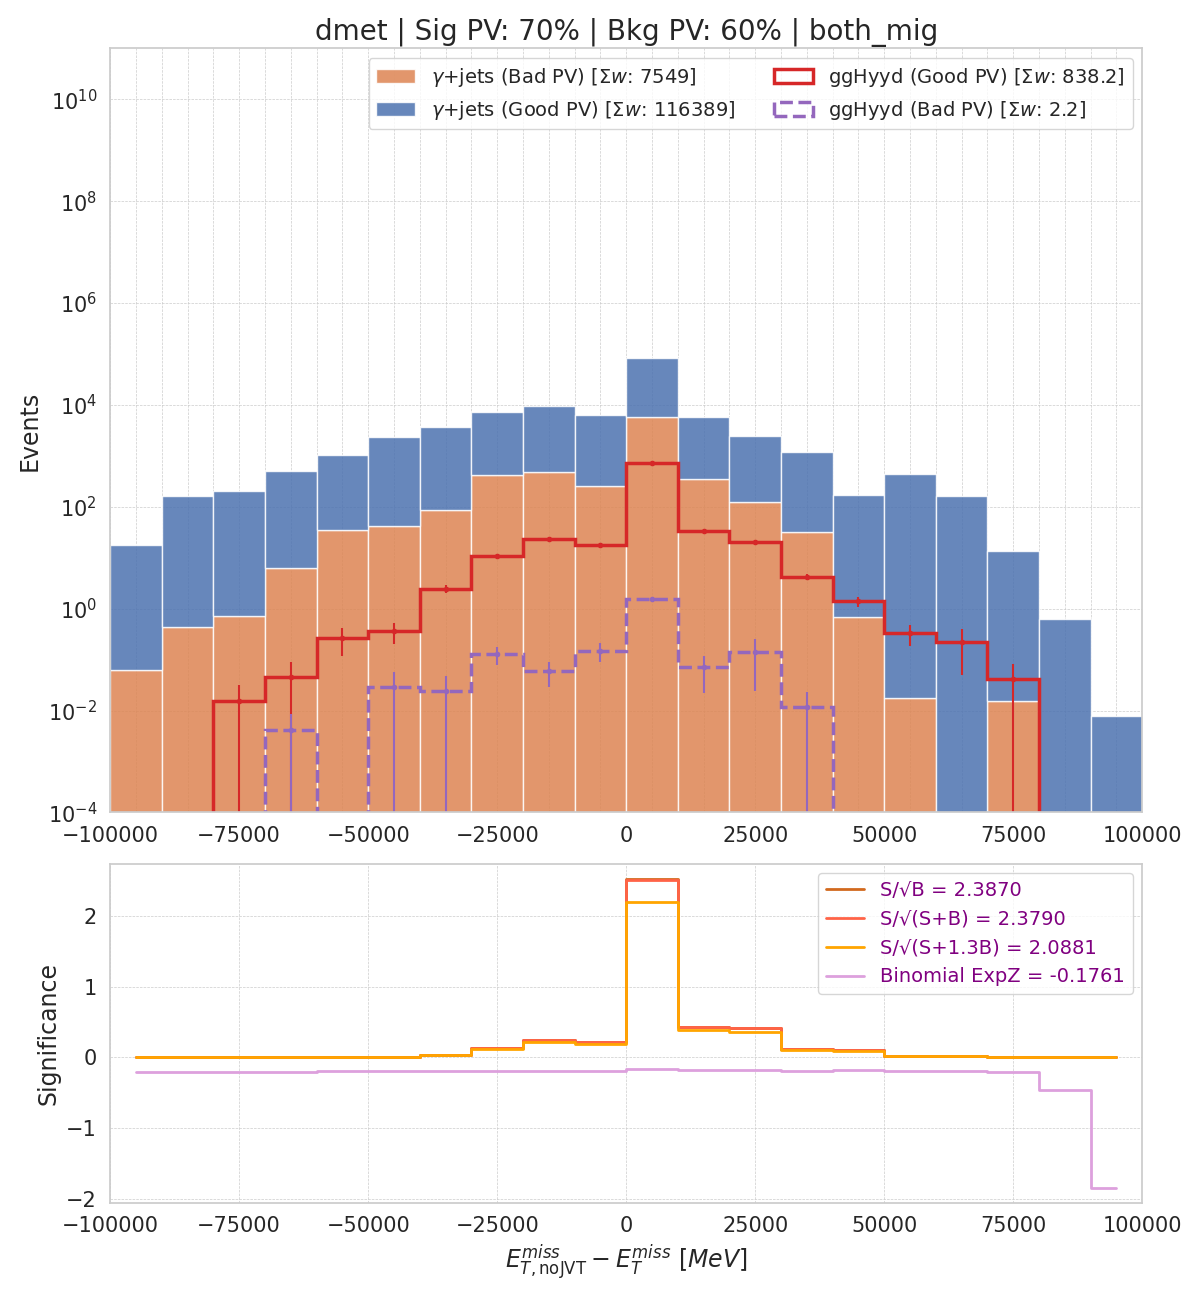 dmet | Sig PV: 70% | Bkg PV: 60% | both_mig
γ+jets (Bad PV) [Σw: 7549]
γ+jets (Good PV) [Σw: 116389]
ggHyyd (Good PV) [Σw: 838.2]
ggHyyd (Bad PV) [Σw: 2.2]
Events
10^10
10^8
10^6
10^4
10^2
10^0
10^−2
10^−4
−100000 −75000 −50000 −25000 0 25000 50000 75000 100000
S/√B = 2.3870
S/√(S+B) = 2.3790
S/√(S+1.3B) = 2.0881
Binomial ExpZ = -0.1761
Significance
2
1
0
−1
−2
−100000 −75000 −50000 −25000 0 25000 50000 75000 100000
E_{T,noJVT}^{miss} − E_T^{miss} [MeV]